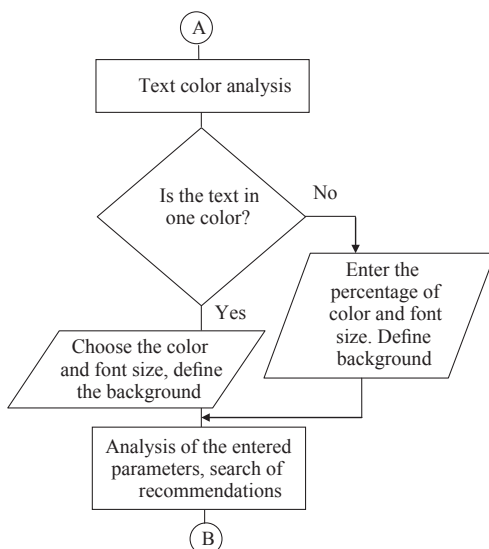 A
Text color analysis
Is the text in
one color?
No
Enter the
percentage of
color and font
size. Define
background
Yes
Choose the color
and font size, define
the background
Analysis of the entered
parameters, search of
recommendations
B